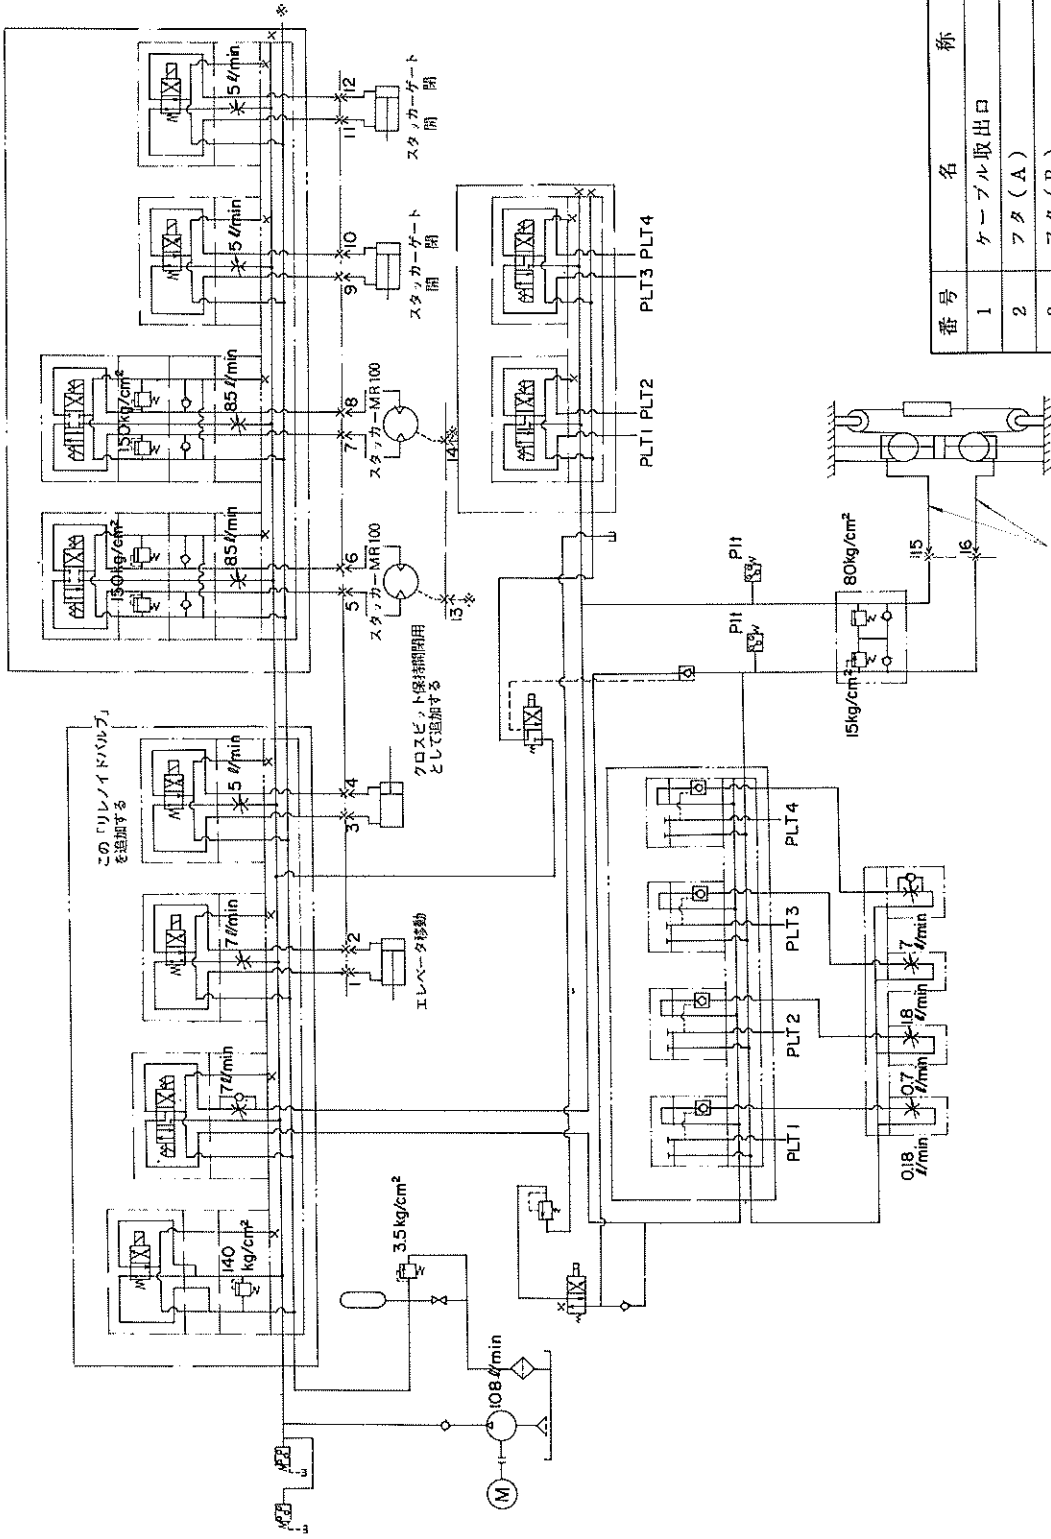 この「リレノイドバルブ」
を追加する
140
kg/cm²
7ℓ/min
7ℓ/min
5 ℓ/min
150kg/cm²
85ℓ/min
150kg/cm²
85ℓ/min
5ℓ/min
5ℓ/min
1
2
エレベータ移動
3
4
クロスピット保持開閉用
として追加する
5
6
スタッカーMR100
13
7
8
スタッカーMR100
14
9
10
スタッカーゲート
開 閉
11
12
スタッカーゲート
開 閉
3.5kg/cm²
108 ℓ/min
M
PLT1
PLT2
PLT3
PLT4
Plt
Plt
15kg/cm²
80kg/cm²
15
16
PLT1
PLT2
PLT3
PLT4
0.18
ℓ/min
0.7
ℓ/min
1.8
ℓ/min
7
ℓ/min
番号 名 称
1 ケーブル取出口
2 フタ(A)